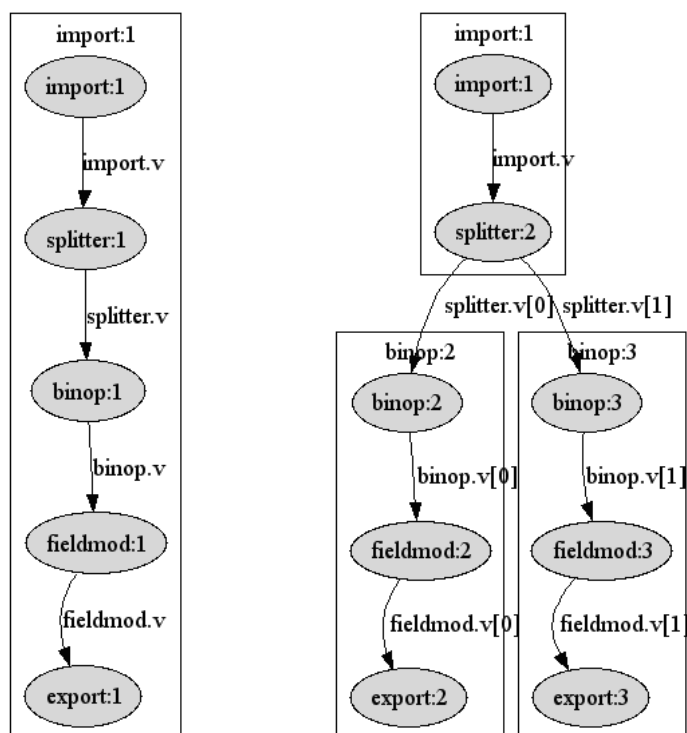 import:1
import:1
import.v
splitter:1
splitter.v
binop:1
binop.v
fieldmod:1
fieldmod.v
export:1
import:1
import:1
import.v
splitter:2
splitter.v[0]
splitter.v[1]
binop:2
binop:2
binop.v[0]
fieldmod:2
fieldmod.v[0]
export:2
binop:3
binop:3
binop.v[1]
fieldmod:3
fieldmod.v[1]
export:3